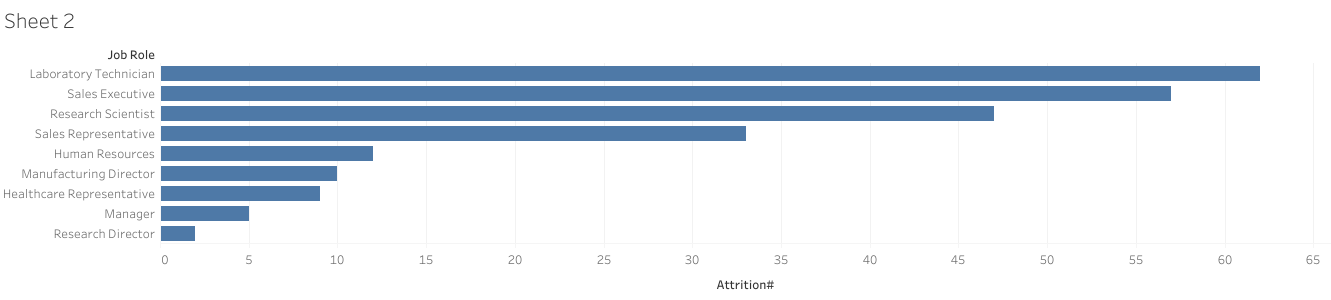 Sheet 2
Job Role
Laboratory Technician
Sales Executive
Research Scientist
Sales Representative
Human Resources
Manufacturing Director
Healthcare Representative
Manager
Research Director
0 5 10 15 20 25 30 35 40 45 50 55 60 65
Attrition#